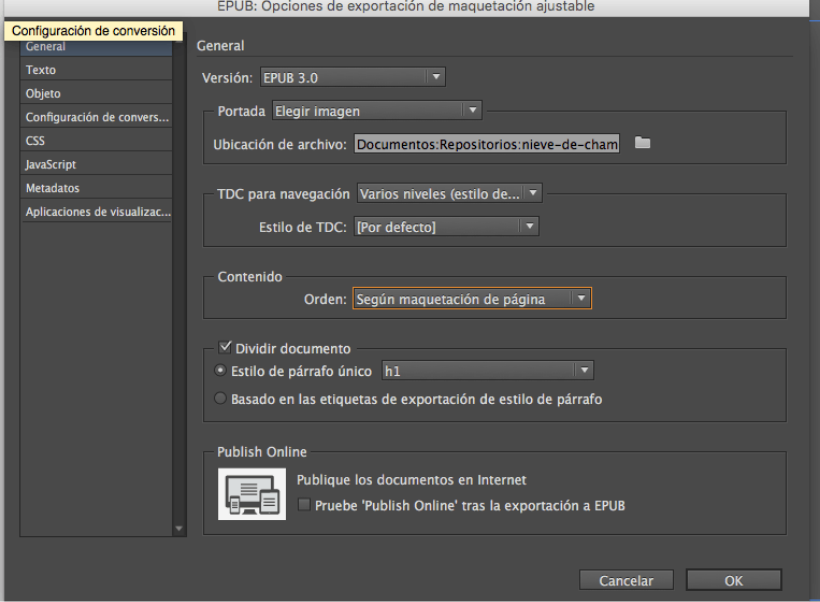 EPUB: Opciones de exportación de maquetación ajustable
Configuración de conversión
General
Texto
Objeto
Configuración de convers...
CSS
JavaScript
Metadatos
Aplicaciones de visualizac...
General
Versión: EPUB 3.0
Portada Elegir imagen
Ubicación de archivo: Documentos:Repositorios:nieve-de-cham
TDC para navegación Varios niveles (estilo de...
Estilo de TDC: [Por defecto]
Contenido
Orden: Según maquetación de página
Dividir documento
Estilo de párrafo único h1
Basado en las etiquetas de exportación de estilo de párrafo
Publish Online
Publique los documentos en Internet
Pruebe 'Publish Online' tras la exportación a EPUB
Cancelar OK